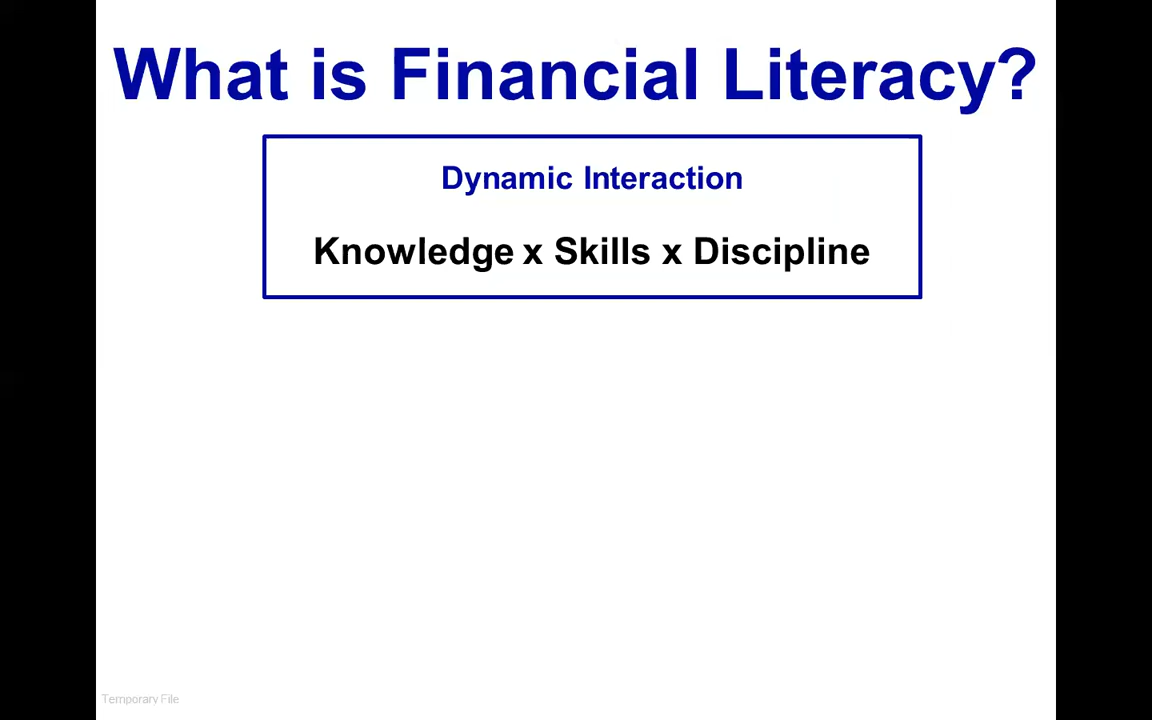 What is Financial Literacy?
Dynamic Interaction
Knowledge x Skills x Discipline
Temporary File